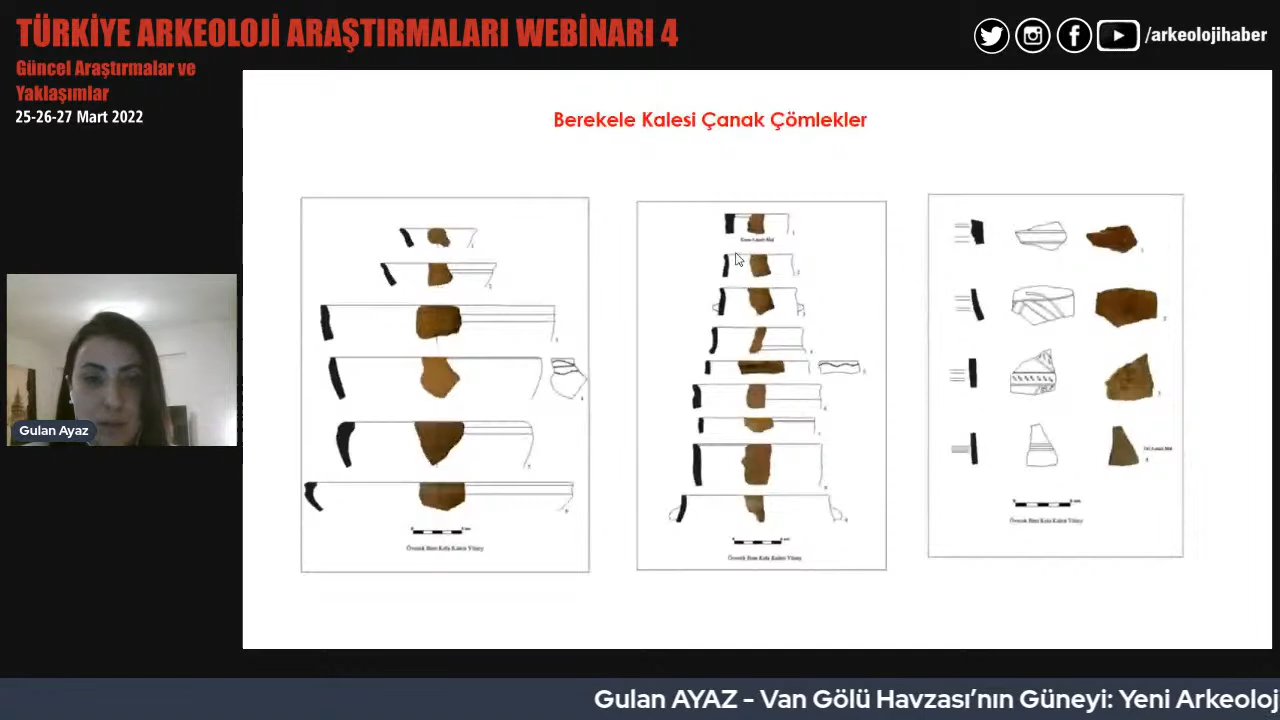 TÜRKİYE ARKEOLOJİ ARAŞTIRMALARI WEBİNARI 4
Güncel Araştırmalar ve
Yaklaşımlar
25-26-27 Mart 2022
/arkeolojihaber
Berekele Kalesi Çanak Çömlekler
Gulan Ayaz
Gulan AYAZ – Van Gölü Havzası’nın Güneyi: Yeni Arkeoloj